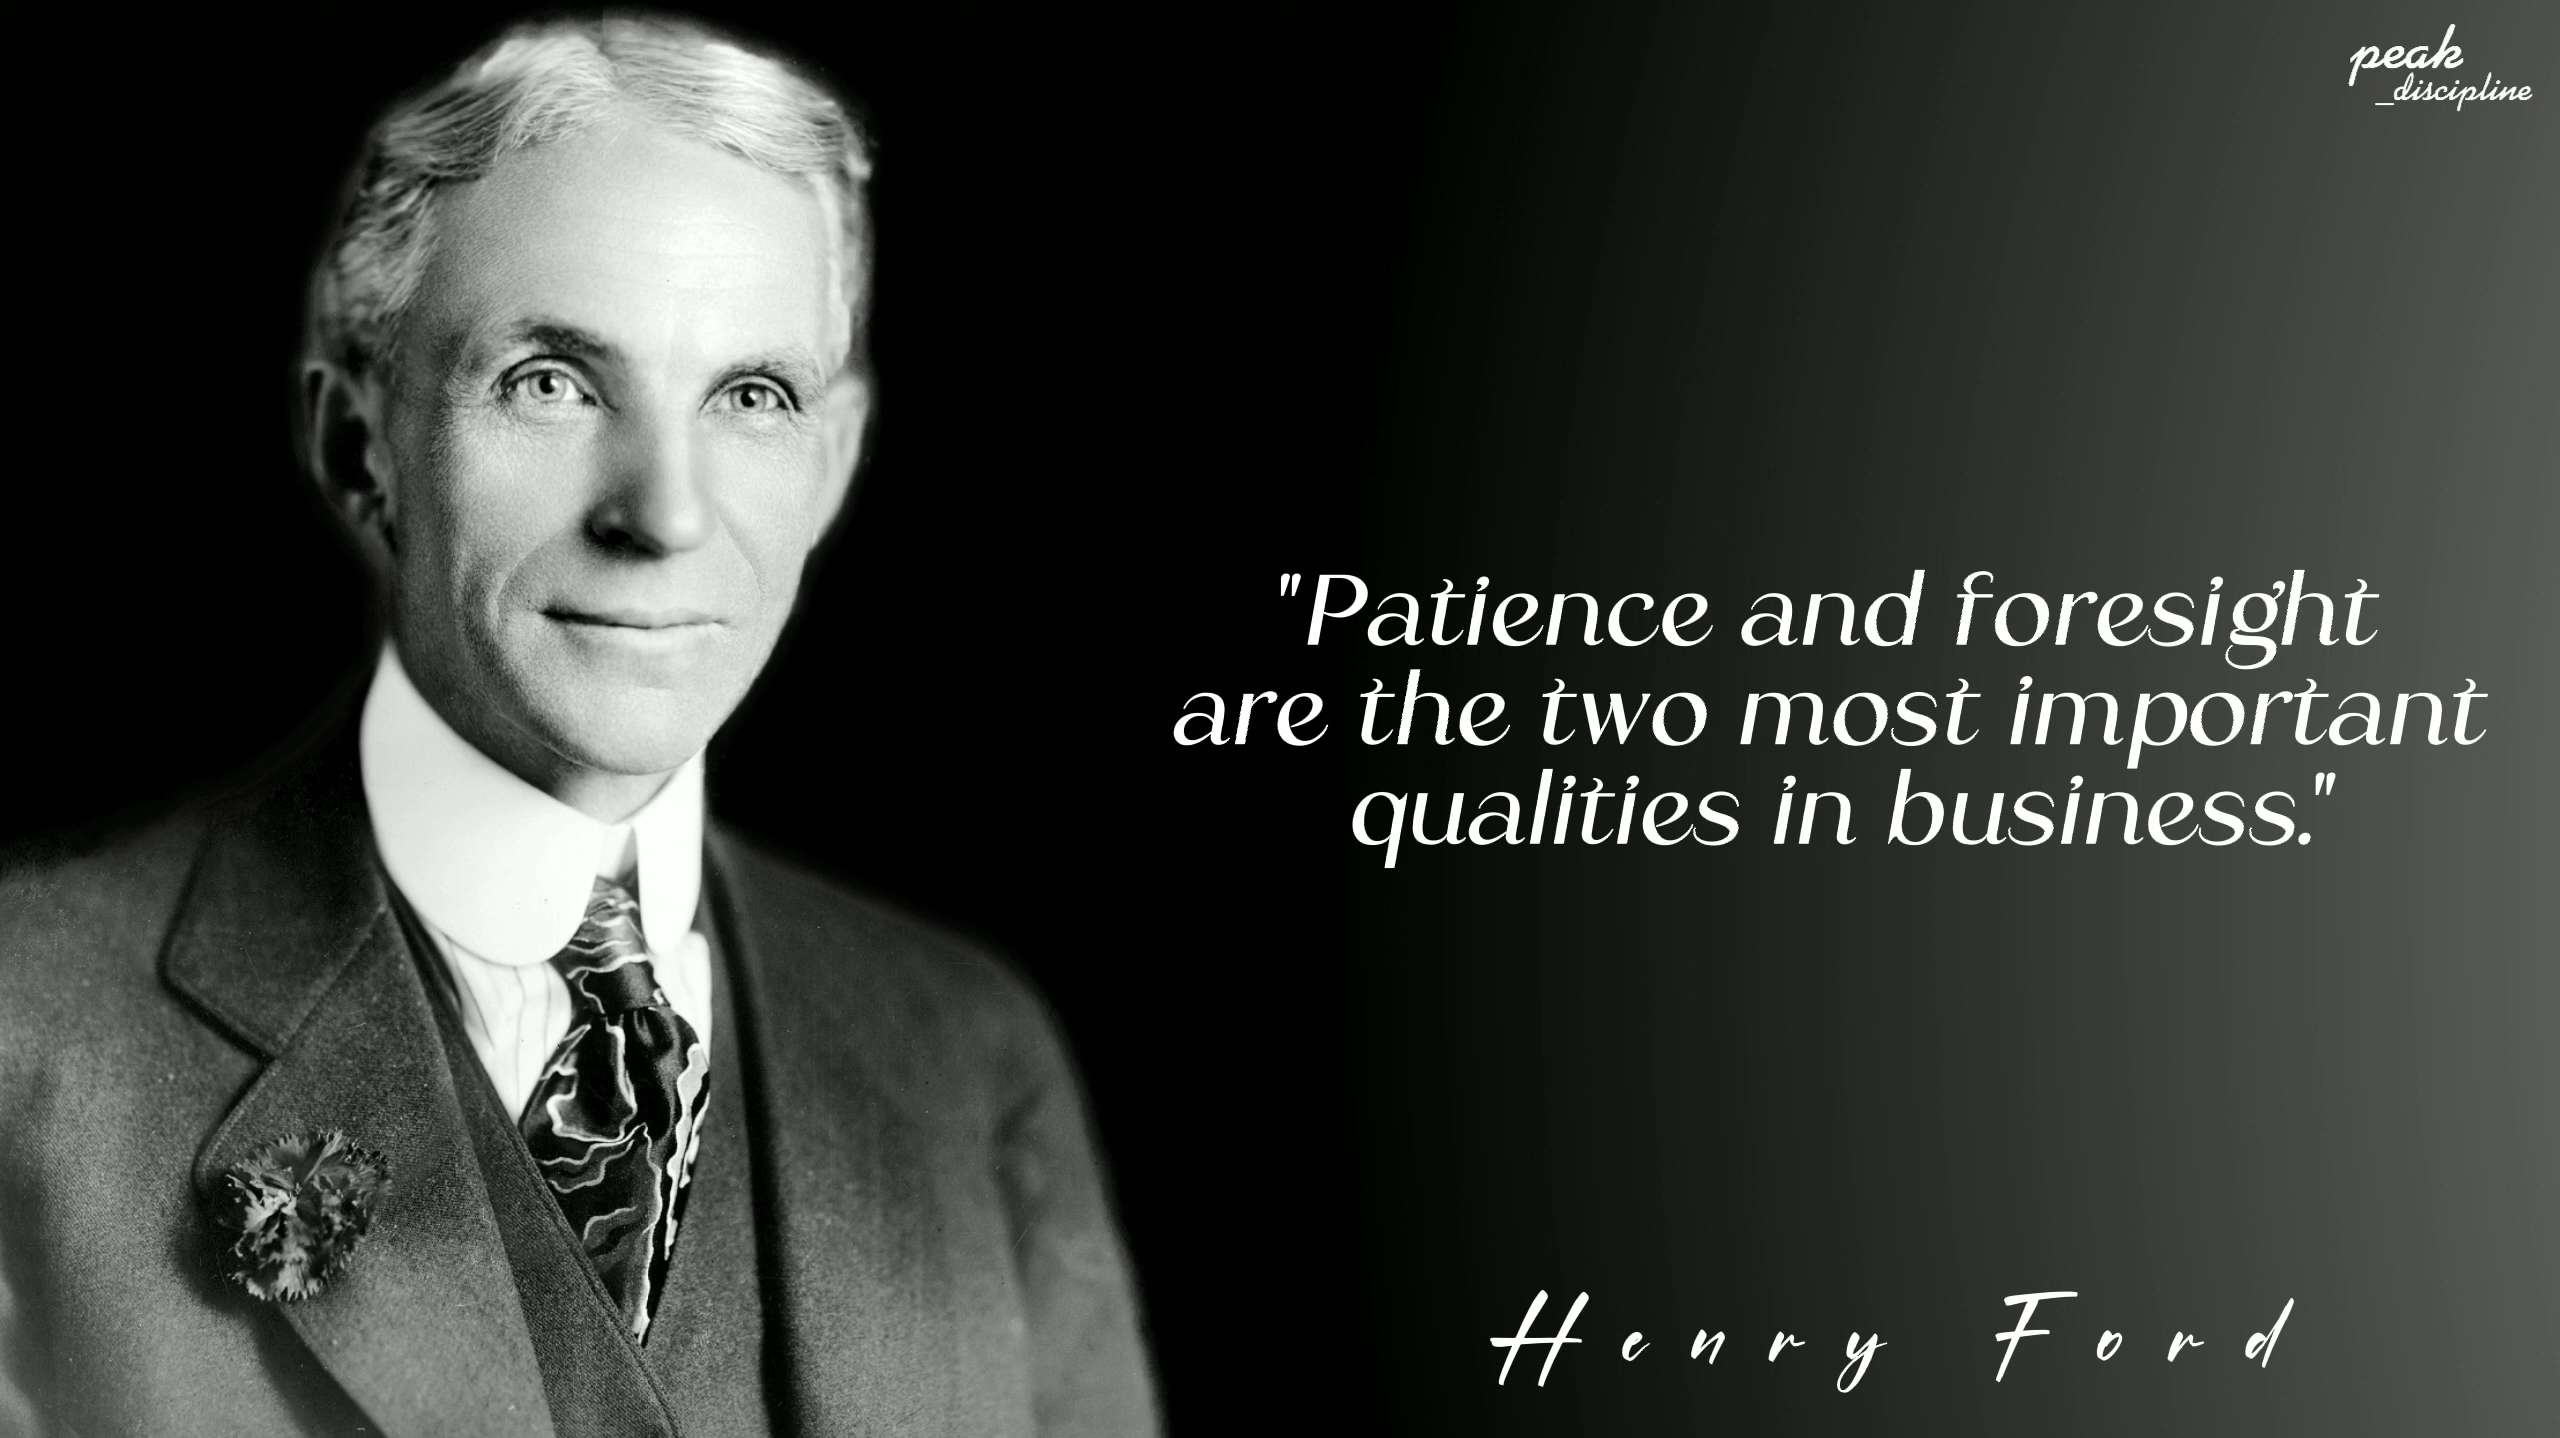 peak
_discipline
"Patience and foresight
are the two most important
qualities in business."
Henry Ford